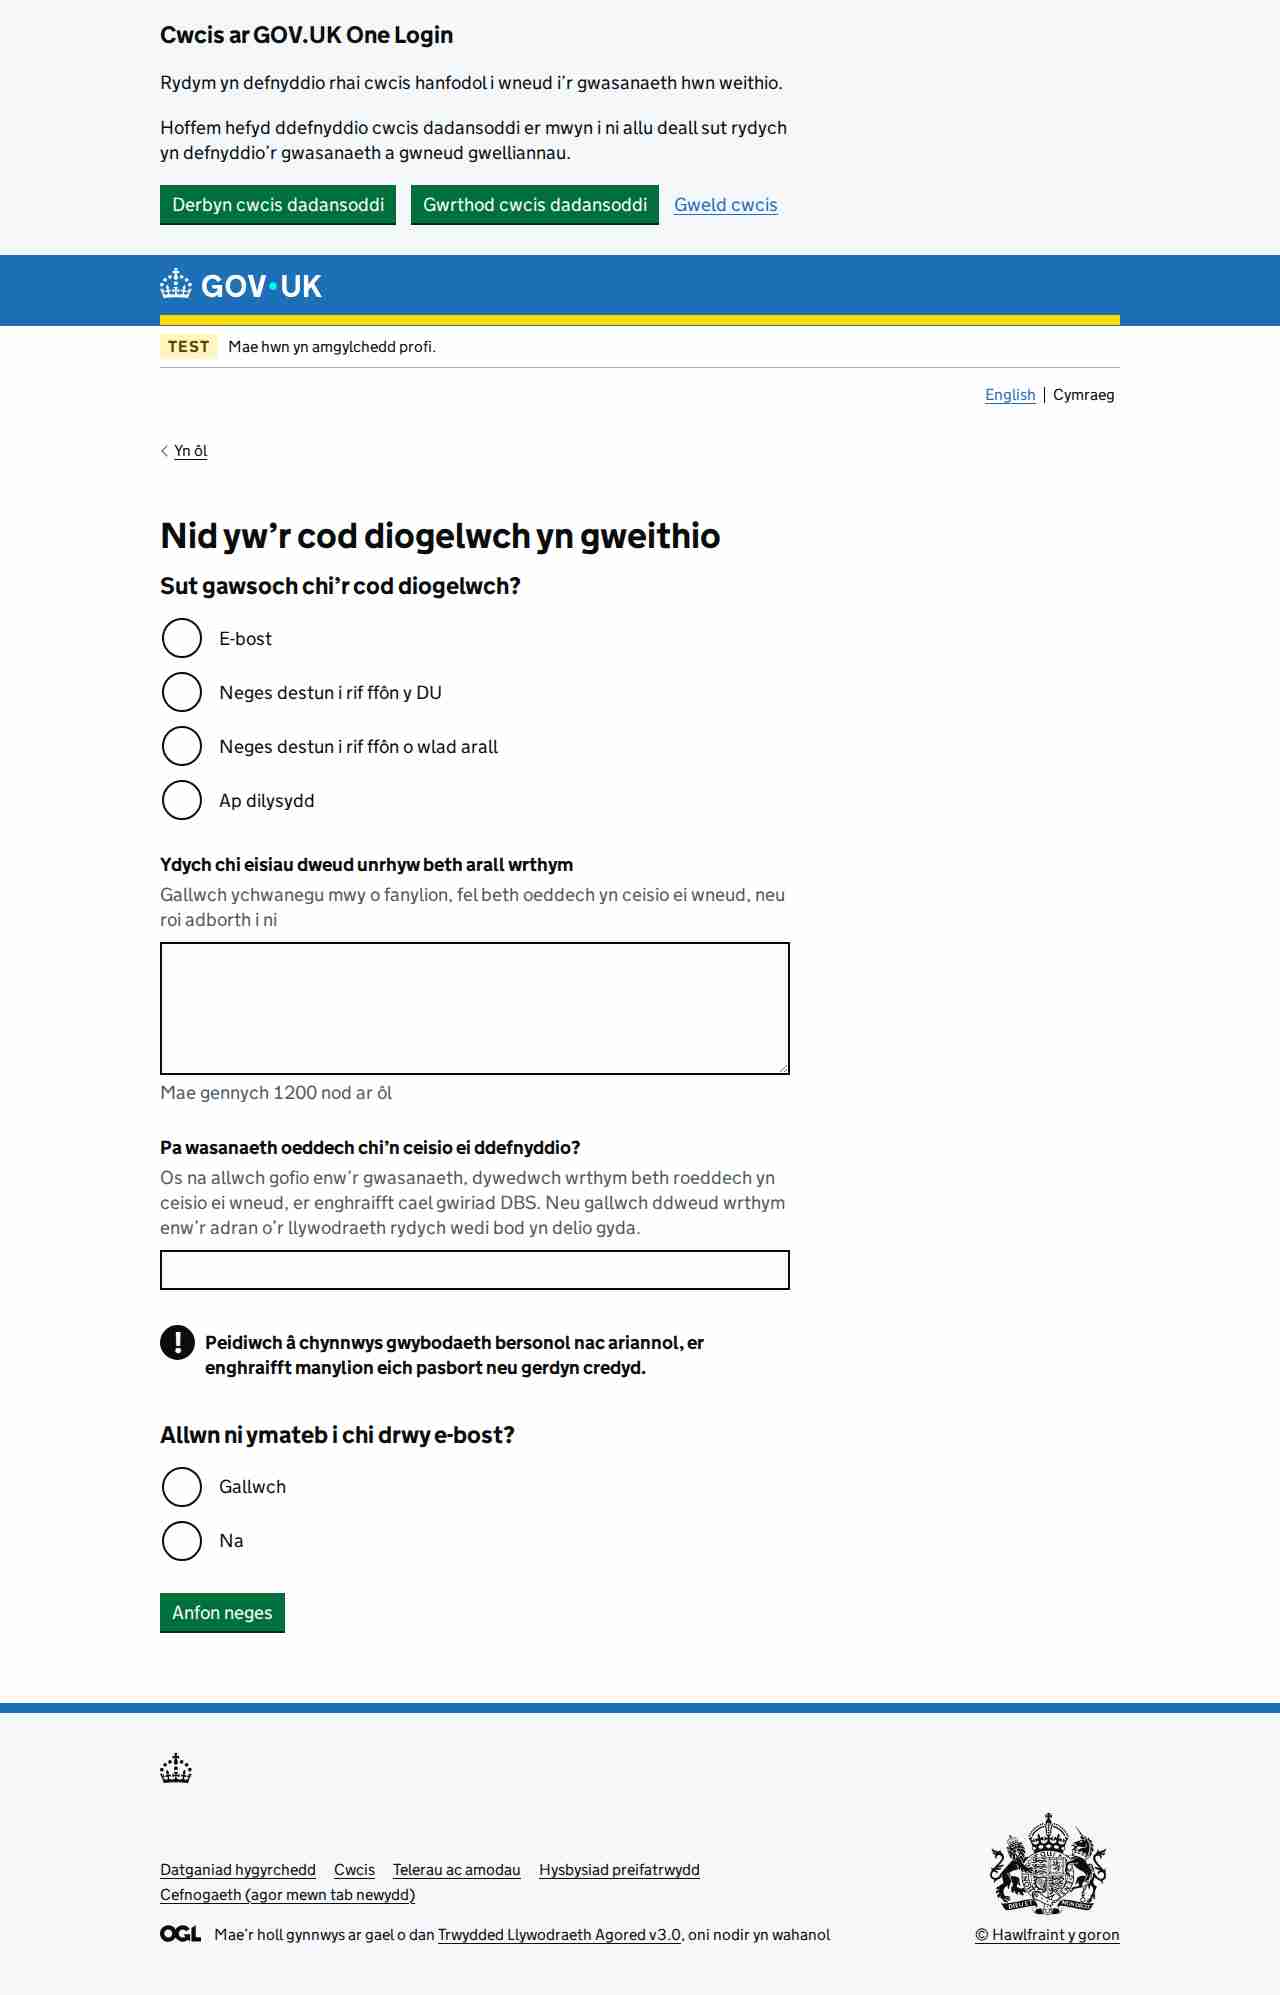 Cwcis ar GOV.UK One Login
Rydym yn defnyddio rhai cwcis hanfodol i wneud i’r gwasanaeth hwn weithio.
Hoffem hefyd ddefnyddio cwcis dadansoddi er mwyn i ni allu deall sut rydych
yn defnyddio’r gwasanaeth a gwneud gwelliannau.
Derbyn cwcis dadansoddi
Gwrthod cwcis dadansoddi
Gweld cwcis
GOV•UK
TEST Mae hwn yn amgylchedd profi.
English | Cymraeg
Yn ôl
Nid yw’r cod diogelwch yn gweithio
Sut gawsoch chi’r cod diogelwch?
E-bost
Neges destun i rif ffôn y DU
Neges destun i rif ffôn o wlad arall
Ap dilysydd
Ydych chi eisiau dweud unrhyw beth arall wrthym
Gallwch ychwanegu mwy o fanylion, fel beth oeddech yn ceisio ei wneud, neu
roi adborth i ni
Mae gennych 1200 nod ar ôl
Pa wasanaeth oeddech chi’n ceisio ei ddefnyddio?
Os na allwch gofio enw’r gwasanaeth, dywedwch wrthym beth roeddech yn
ceisio ei wneud, er enghraifft cael gwiriad DBS. Neu gallwch ddweud wrthym
enw’r adran o’r llywodraeth rydych wedi bod yn delio gyda.
! Peidiwch â chynnwys gwybodaeth bersonol nac ariannol, er
enghraifft manylion eich pasbort neu gerdyn credyd.
Allwn ni ymateb i chi drwy e-bost?
Gallwch
Na
Anfon neges
Datganiad hygyrchedd Cwcis Telerau ac amodau Hysbysiad preifatrwydd
Cefnogaeth (agor mewn tab newydd)
OGL Mae’r holl gynnwys ar gael o dan Trwydded Llywodraeth Agored v3.0, oni nodir yn wahanol
© Hawlfraint y goron